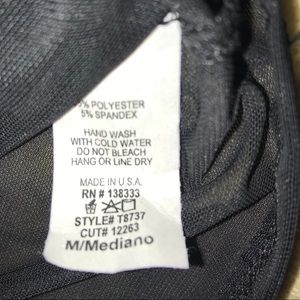 % POLYESTER
5% SPANDEX
HAND WASH
WITH COLD WATER
DO NOT BLEACH
HANG OR LINE DRY
MADE IN U.S.A.
RN # 138333
STYLE# T8737
CUT# 12263
M/Mediano